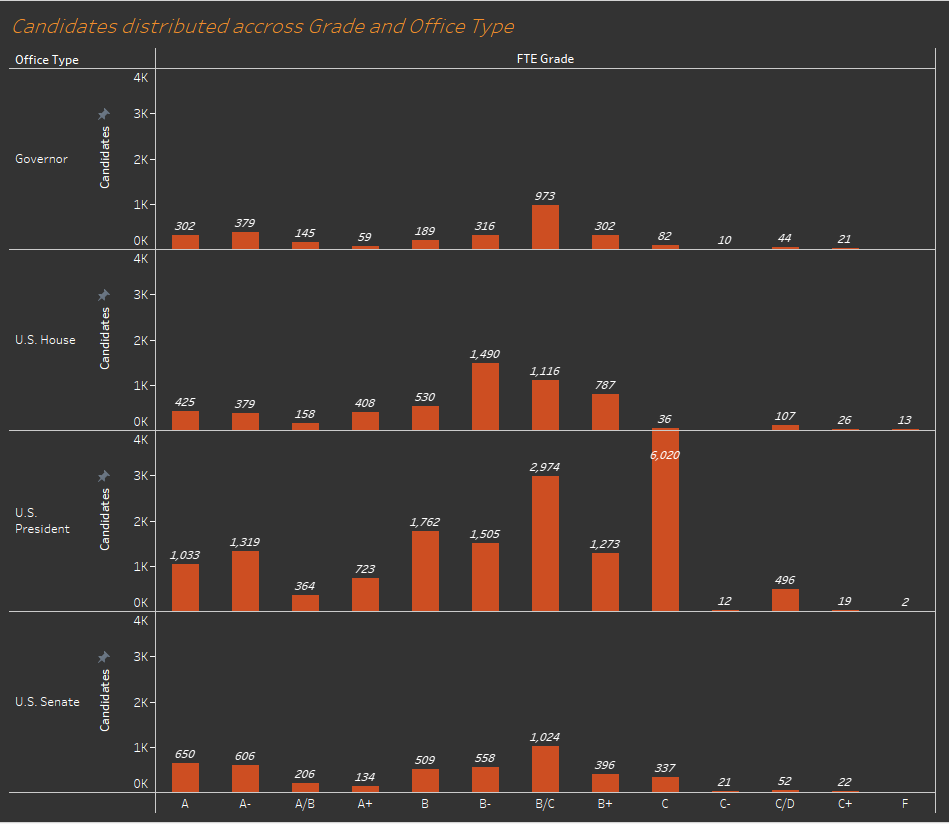 Candidates distributed accross Grade and Office Type
Office Type
FTE Grade
Governor
Candidates
4K
3K
2K
1K
0K
302
379
145
59
189
316
973
302
82
10
44
21
U.S. House
Candidates
4K
3K
2K
1K
0K
425
379
158
408
530
1,490
1,116
787
36
107
26
13
U.S.
President
Candidates
4K
3K
2K
1K
0K
1,033
1,319
364
723
1,762
1,505
2,974
1,273
6,020
12
496
19
2
U.S. Senate
Candidates
4K
3K
2K
1K
0K
650
606
206
134
509
558
1,024
396
337
21
52
22
A
A-
A/B
A+
B
B-
B/C
B+
C
C-
C/D
C+
F